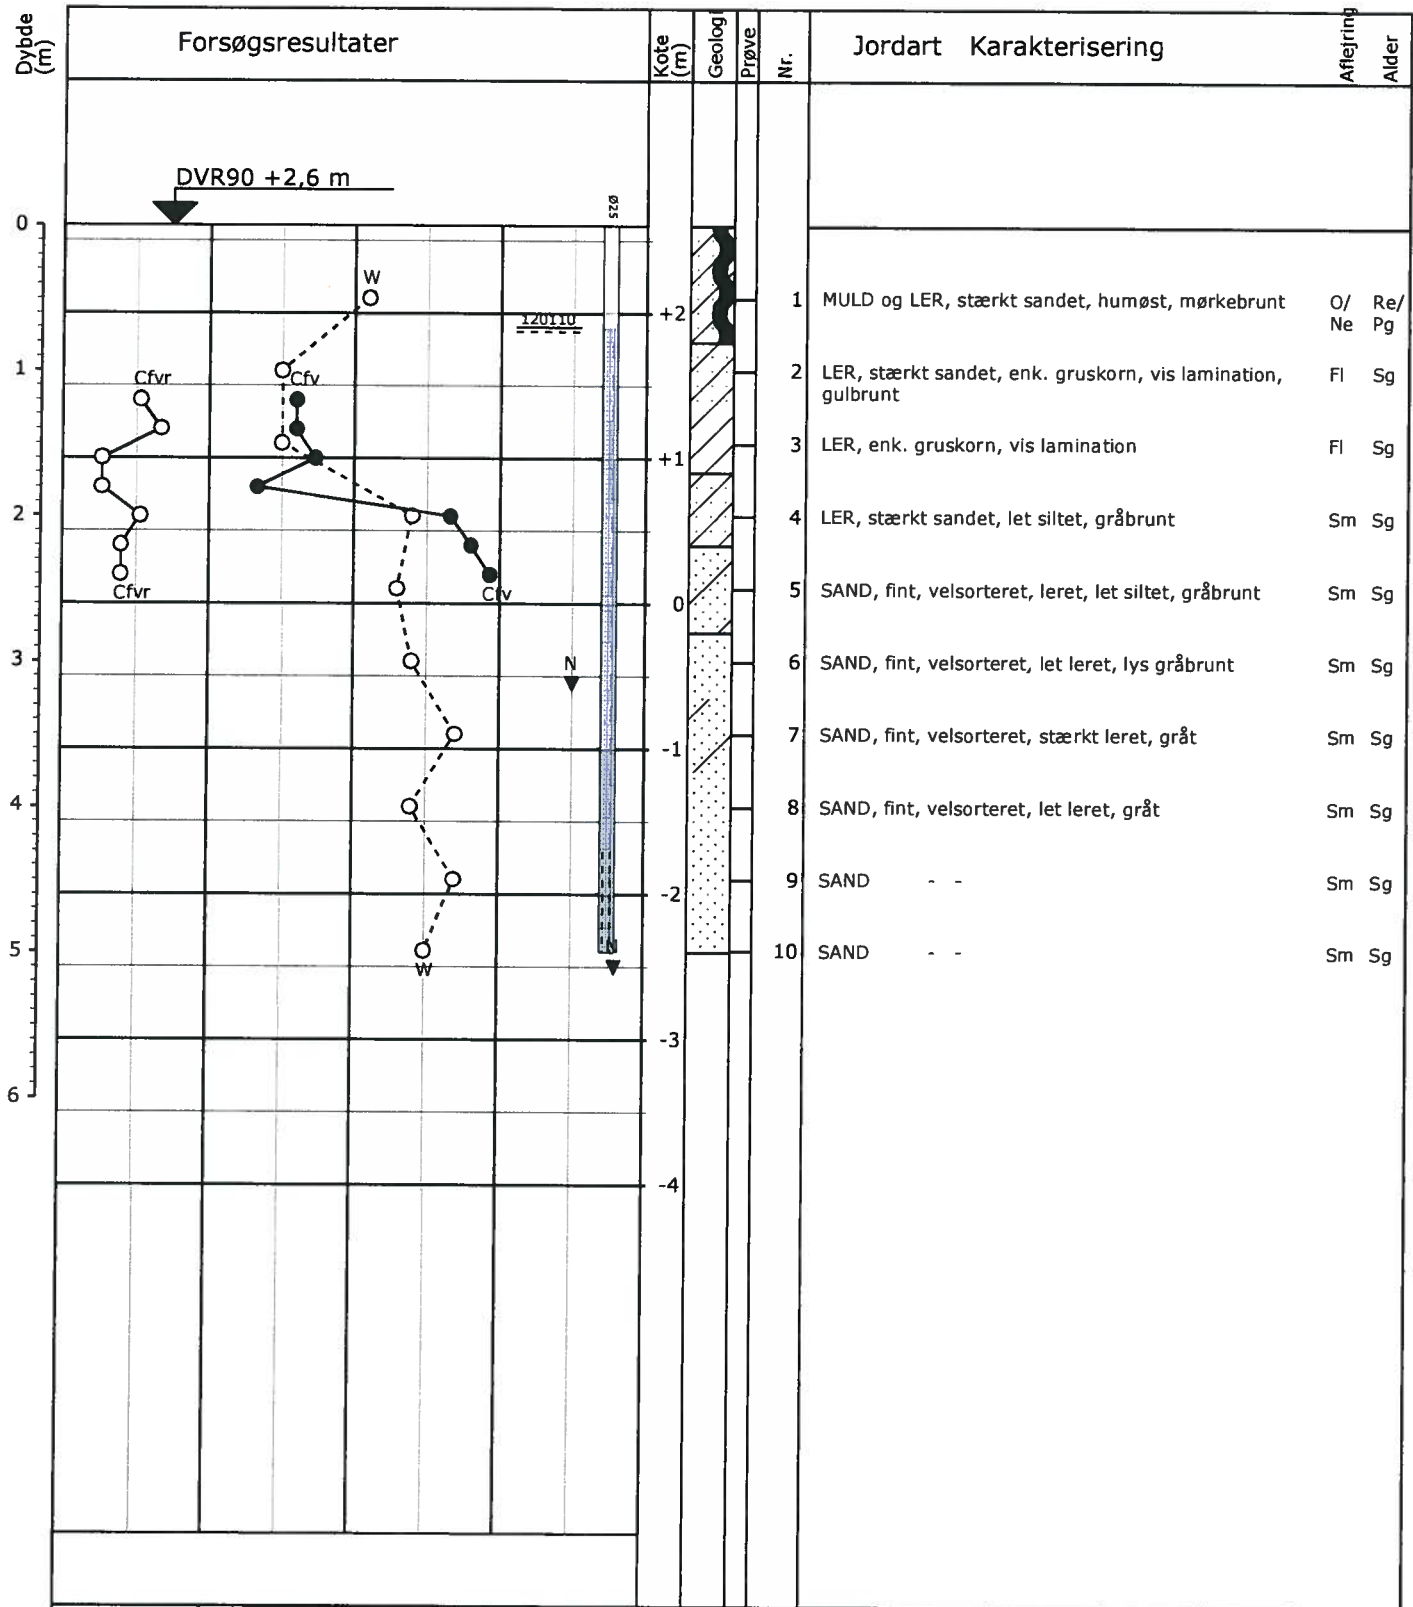 Dybde (m)
Forsøgsresultater
Kote (m)
Geologi
Prøve
Nr.
Jordart Karakterisering
Aflejring
Alder
DVR90 +2,6 m
Ø25
0
W
120110
+2
1 MULD og LER, stærkt sandet, humøst, mørkebrunt O/ Re/
Ne Pg
1
Cfvr
Cfv
2 LER, stærkt sandet, enk. gruskorn, vis lamination, Fl Sg
gulbrunt
+1
3 LER, enk. gruskorn, vis lamination Fl Sg
2
4 LER, stærkt sandet, let siltet, gråbrunt Sm Sg
Cfvr
Cfv
0
5 SAND, fint, velsorteret, leret, let siltet, gråbrunt Sm Sg
3
N
6 SAND, fint, velsorteret, let leret, lys gråbrunt Sm Sg
-1
7 SAND, fint, velsorteret, stærkt leret, gråt Sm Sg
4
8 SAND, fint, velsorteret, let leret, gråt Sm Sg
-2
9 SAND - - Sm Sg
5
W
N
10 SAND - - Sm Sg
-3
6
-4